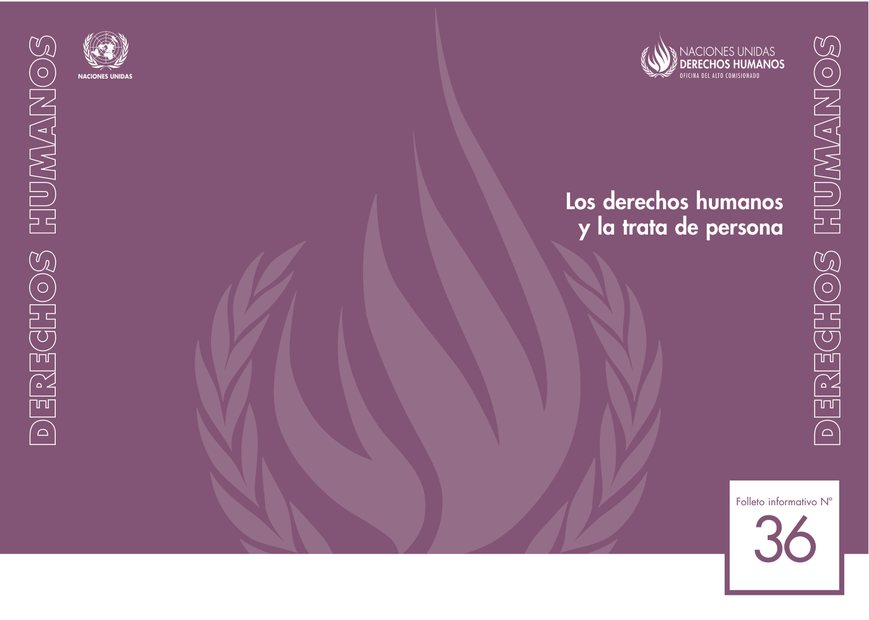 DERECHOS HUMANOS
NACIONES UNIDAS
NACIONES UNIDAS
DERECHOS HUMANOS
OFICINA DEL ALTO COMISIONADO
Los derechos humanos
y la trata de persona
DERECHOS HUMANOS
Folleto informativo Nº
36